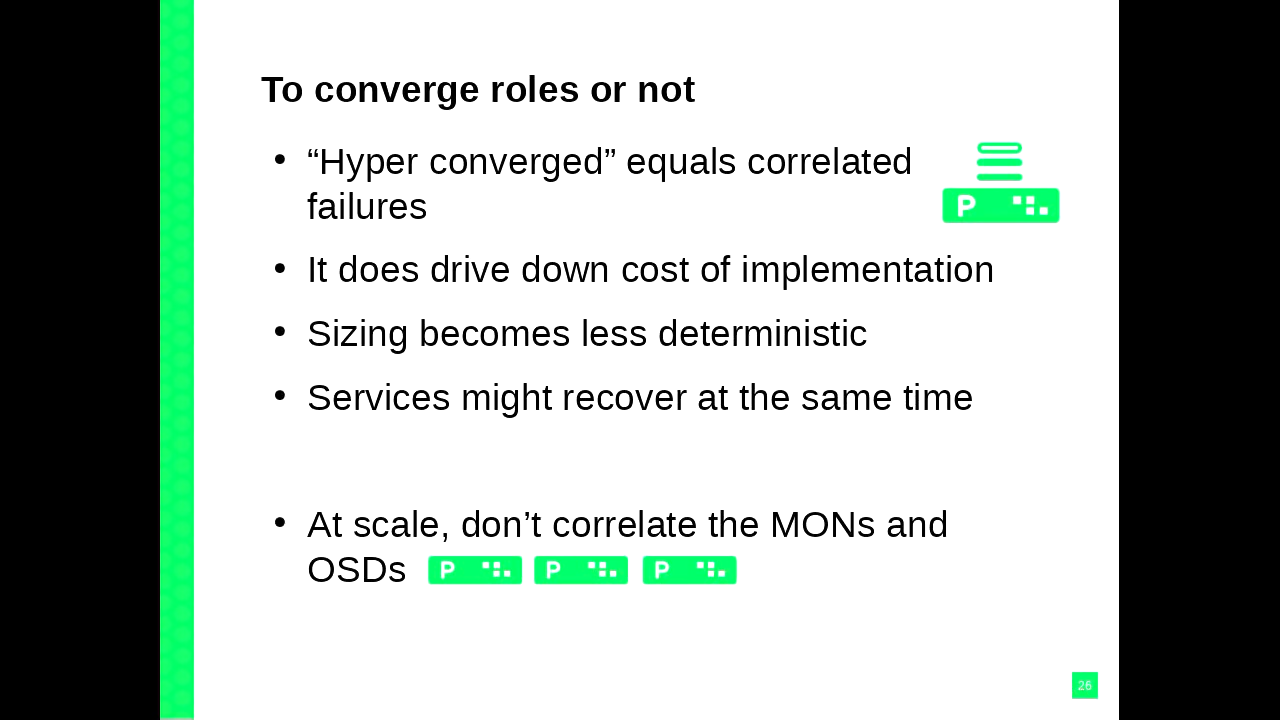 To converge roles or not
• “Hyper converged” equals correlated
failures
P
• It does drive down cost of implementation
• Sizing becomes less deterministic
• Services might recover at the same time
• At scale, don’t correlate the MONs and
OSDs P P P
26